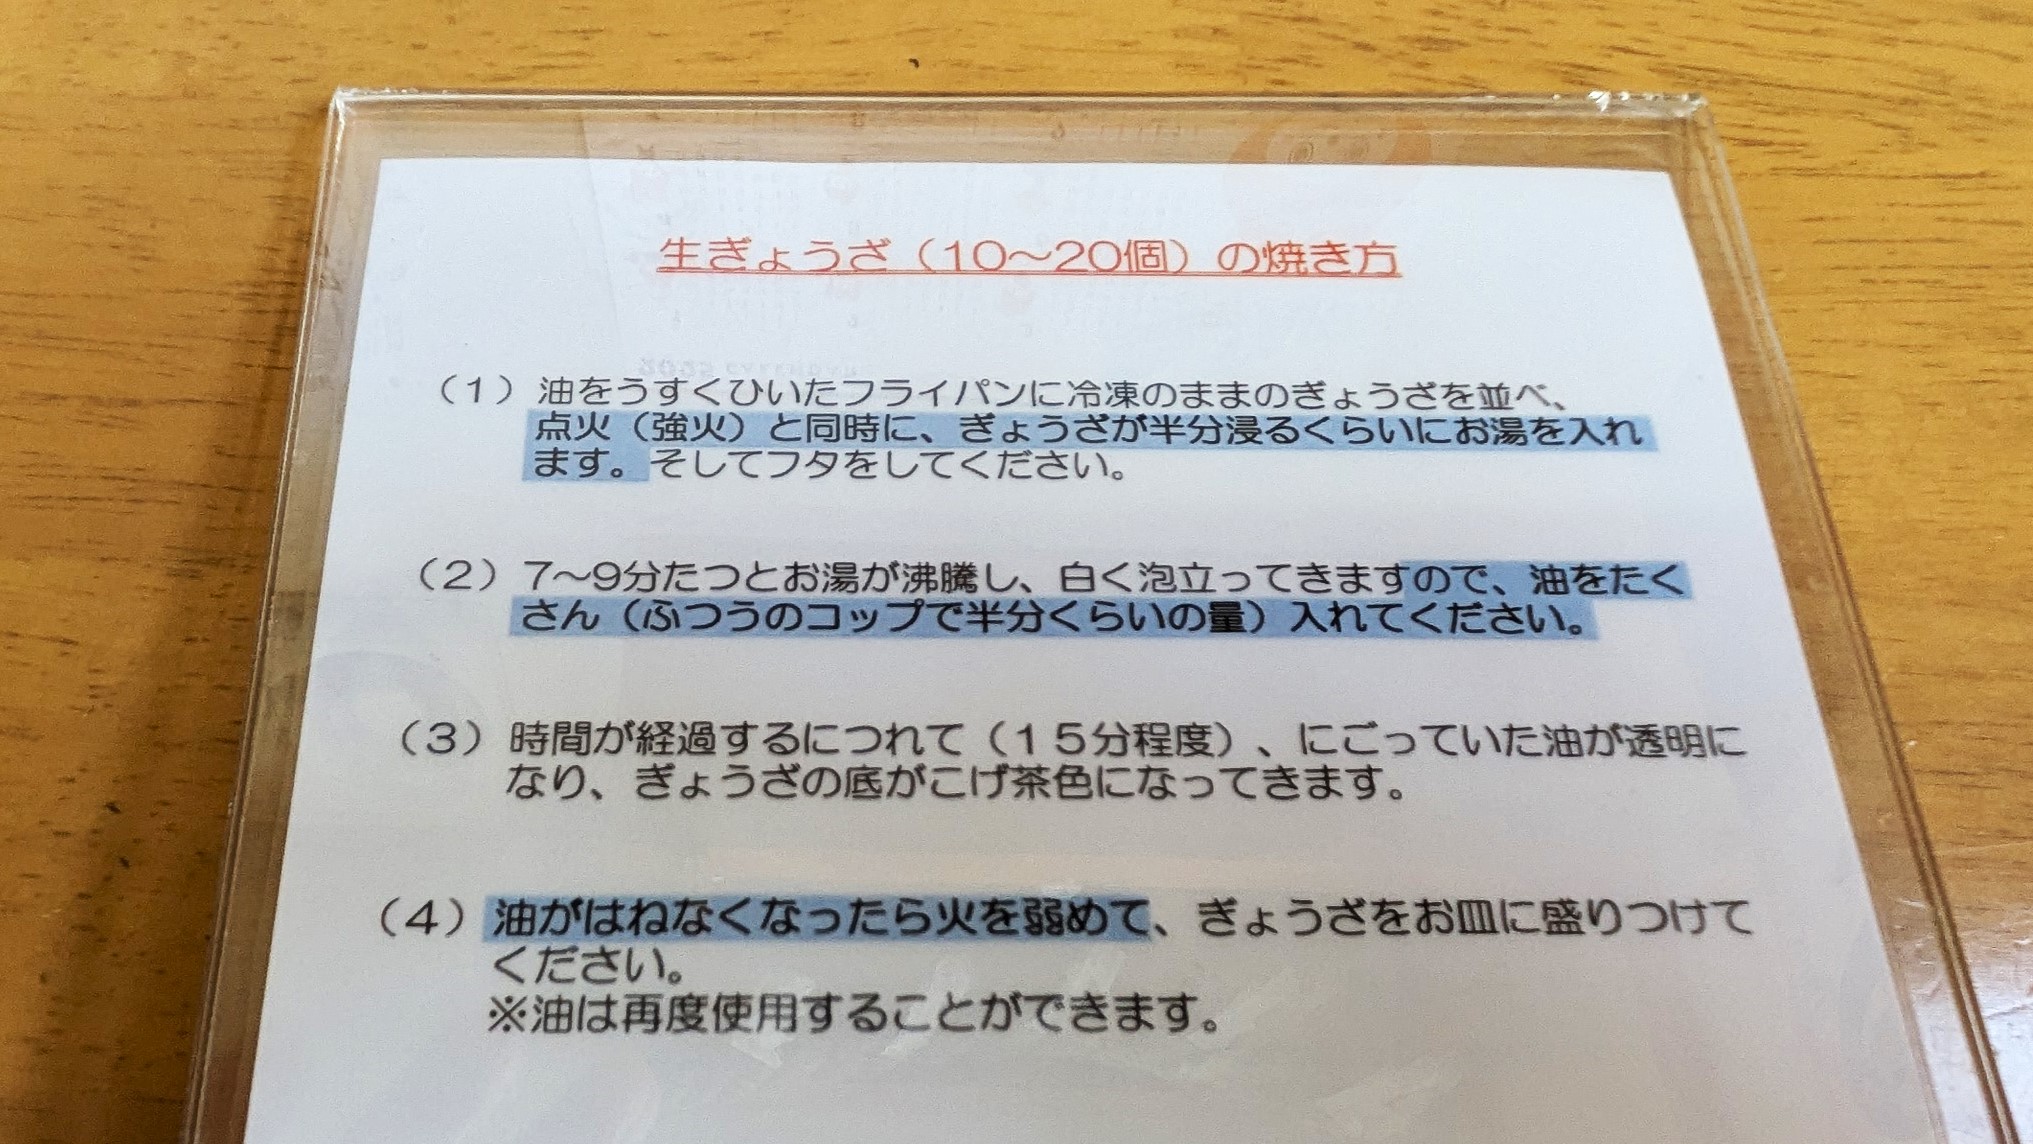 生ぎょうざ（10～20個）の焼き方
（1）油をうすくひいたフライパンに冷凍のままのぎょうざを並べ、
点火（強火）と同時に、ぎょうざが半分浸るくらいにお湯を入れ
ます。そしてフタをしてください。
（2）7～9分たつとお湯が沸騰し、白く泡立ってきますので、油をたく
さん（ふつうのコップで半分くらいの量）入れてください。
（3）時間が経過するにつれて（１５分程度）、にごっていた油が透明に
なり、ぎょうざの底がこげ茶色になってきます。
（4）油がはねなくなったら火を弱めて、ぎょうざをお皿に盛りつけて
ください。
※油は再度使用することができます。